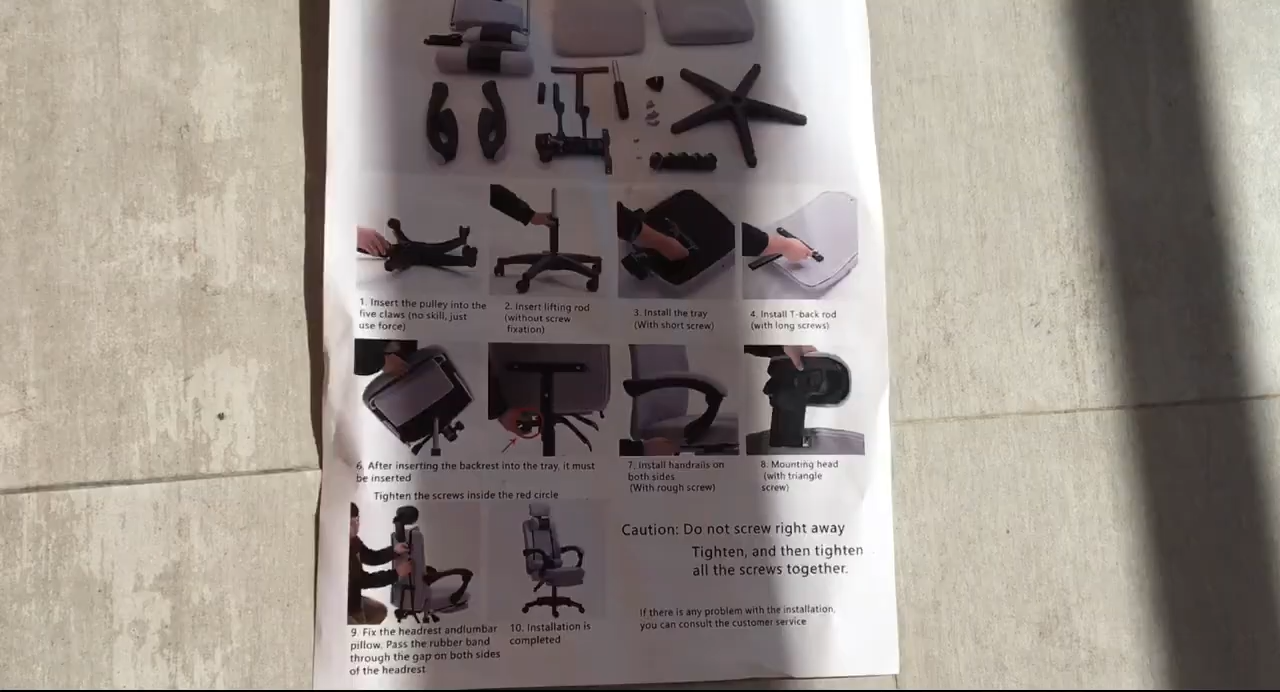 1. Insert the pulley into the
five claws (no skill, just
use force)
2. Insert lifting rod
(without screw
fixation)
3. Install the tray
(With short screw)
4. Install T-back rod
(with long screws)
6. After inserting the backrest into the tray, it must
be inserted
Tighten the screws inside the red circle
7. Install handrails on
both sides
(With rough screw)
8. Mounting head
(with triangle
screw)
9. Fix the headrest andlumbar
pillow. Pass the rubber band
through the gap on both sides
of the headrest
10. Installation is
completed
Caution: Do not screw right away
Tighten, and then tighten
all the screws together.
If there is any problem with the installation,
you can consult the customer service